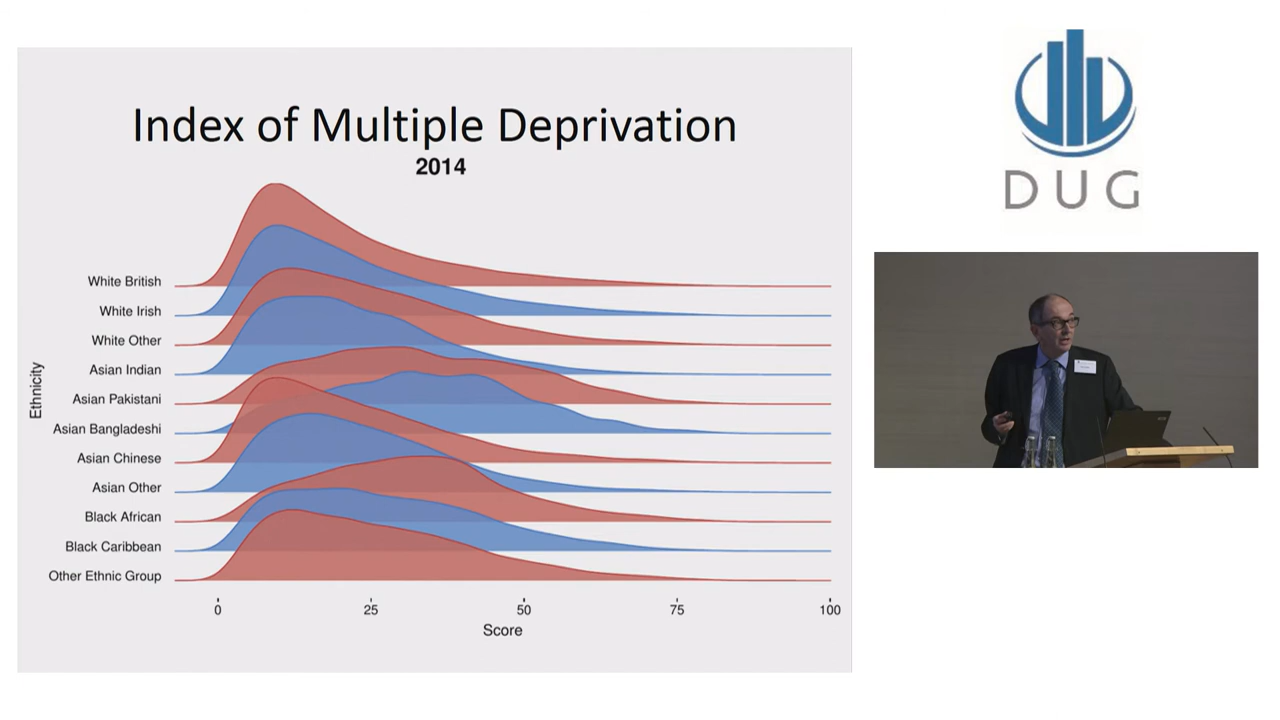 Index of Multiple Deprivation
2014
Ethnicity
White British
White Irish
White Other
Asian Indian
Asian Pakistani
Asian Bangladeshi
Asian Chinese
Asian Other
Black African
Black Caribbean
Other Ethnic Group
0 25 50 75 100
Score
DUG